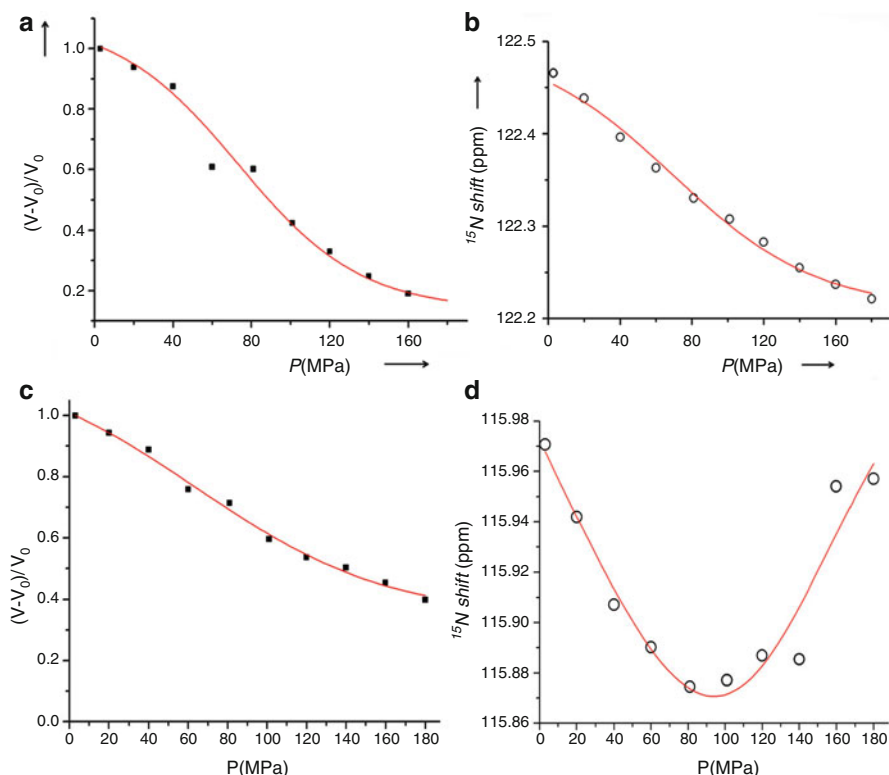 a
(V-V₀)/V₀
1.0
0.8
0.6
0.4
0.2
0
40
80
120
160
P(MPa)
b
¹⁵N shift (ppm)
122.5
122.4
122.3
122.2
0
40
80
120
160
P(MPa)
c
(V-V₀)/V₀
1.0
0.8
0.6
0.4
0.2
0.0
0 20 40 60 80 100 120 140 160 180
P(MPa)
d
¹⁵N shift (ppm)
115.98
115.96
115.94
115.92
115.90
115.88
115.86
0 20 40 60 80 100 120 140 160 180
P(MPa)